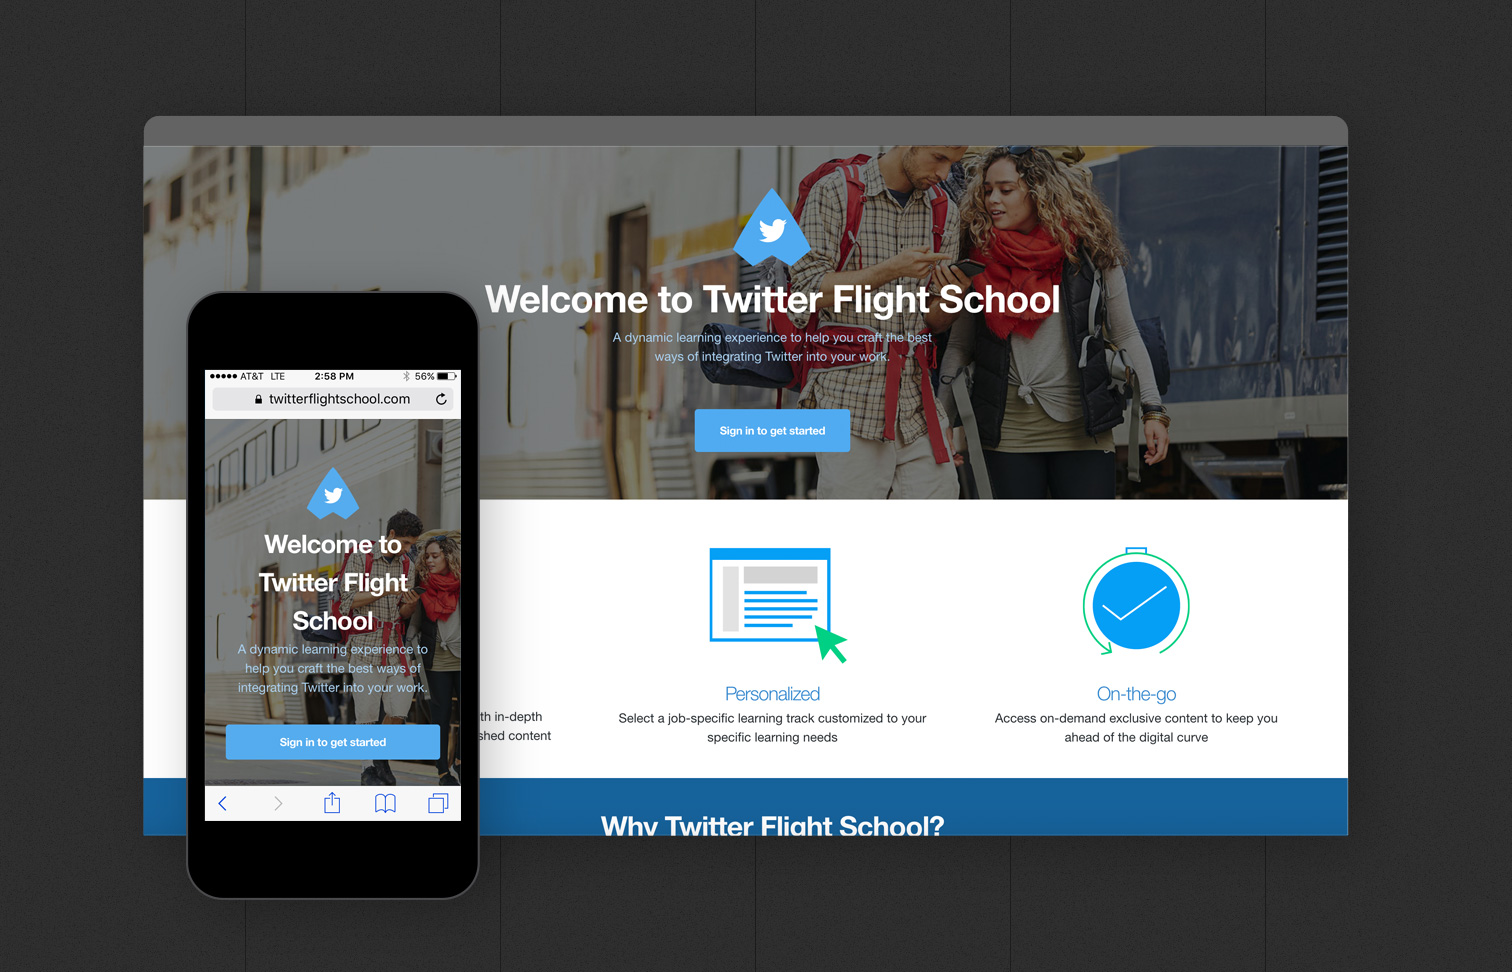 Welcome to Twitter Flight School
A dynamic learning experience to help you craft the best
ways of integrating Twitter into your work.
Sign in to get started
AT&T LTE 2:58 PM 56%
twitterflightschool.com
Welcome to
Twitter Flight
School
A dynamic learning experience to
help you craft the best ways of
integrating Twitter into your work.
Sign in to get started
in-depth
content
Personalized
Select a job-specific learning track customized to your
specific learning needs
On-the-go
Access on-demand exclusive content to keep you
ahead of the digital curve
Why Twitter Flight School?